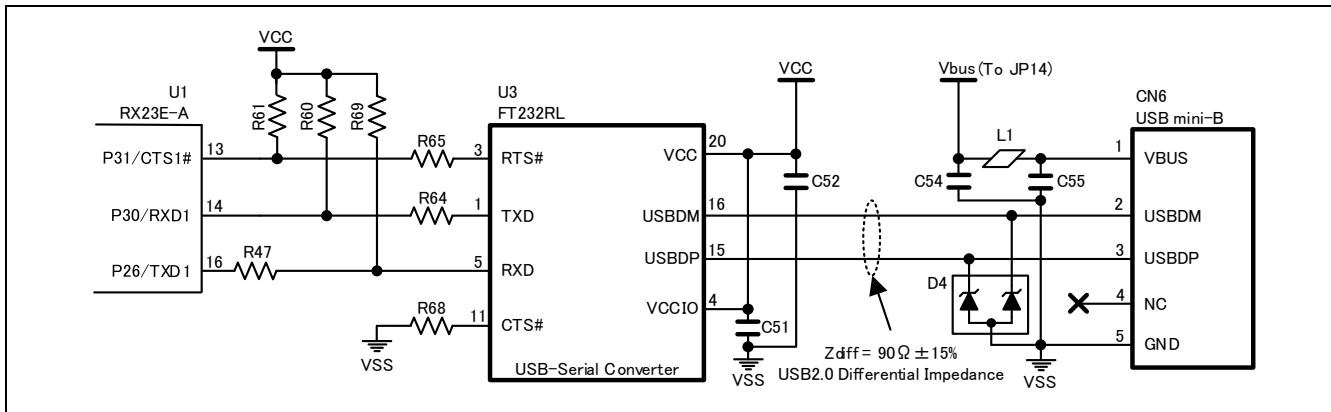 VCC
U1
RX23E-A
R61
R60
R69
P31/CTS1#
13
R65
P30/RXD1
14
R64
P26/TXD1
16
R47
R68
VSS
U3
FT232RL
3
RTS#
1
TXD
5
RXD
11
CTS#
VCC
20
USBDM
16
USBDP
15
VCCIO
4
USB-Serial Converter
VCC
C52
C51
VSS
Zdiff = 90Ω ±15%
USB2.0 Differential Impedance
Vbus(To JP14)
L1
C54
C55
D4
VSS
CN6
USB mini-B
1
VBUS
2
USBDM
3
USBDP
4
NC
5
GND